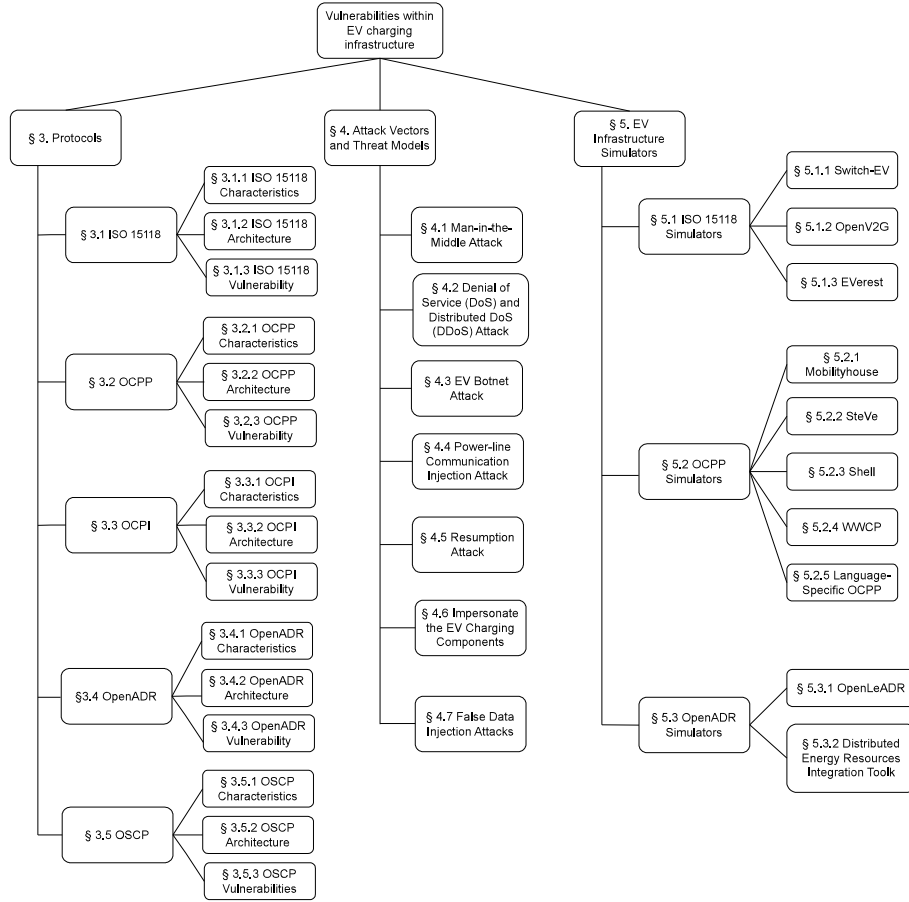 Vulnerabilities within
EV charging
infrastructure
§ 3. Protocols
§ 3.1 ISO 15118
§ 3.1.1 ISO 15118
Characteristics
§ 3.1.2 ISO 15118
Architecture
§ 3.1.3 ISO 15118
Vulnerability
§ 3.2 OCPP
§ 3.2.1 OCPP
Characteristics
§ 3.2.2 OCPP
Architecture
§ 3.2.3 OCPP
Vulnerability
§ 3.3 OCPI
§ 3.3.1 OCPI
Characteristics
§ 3.3.2 OCPI
Architecture
§ 3.3.3 OCPI
Vulnerability
§3.4 OpenADR
§ 3.4.1 OpenADR
Characteristics
§ 3.4.2 OpenADR
Architecture
§ 3.4.3 OpenADR
Vulnerability
§ 3.5 OSCP
§ 3.5.1 OSCP
Characteristics
§ 3.5.2 OSCP
Architecture
§ 3.5.3 OSCP
Vulnerabilities
§ 4. Attack Vectors
and Threat Models
§ 4.1 Man-in-the-
Middle Attack
§ 4.2 Denial of
Service (DoS) and
Distributed DoS
(DDoS) Attack
§ 4.3 EV Botnet
Attack
§ 4.4 Power-line
Communication
Injection Attack
§ 4.5 Resumption
Attack
§ 4.6 Impersonate
the EV Charging
Components
§ 4.7 False Data
Injection Attacks
§ 5. EV
Infrastructure
Simulators
§ 5.1 ISO 15118
Simulators
§ 5.1.1 Switch-EV
§ 5.1.2 OpenV2G
§ 5.1.3 EVerest
§ 5.2 OCPP
Simulators
§ 5.2.1
Mobilityhouse
§ 5.2.2 SteVe
§ 5.2.3 Shell
§ 5.2.4 WWCP
§ 5.2.5 Language-
Specific OCPP
§ 5.3 OpenADR
Simulators
§ 5.3.1 OpenLeADR
§ 5.3.2 Distributed
Energy Resources
Integration Toolk